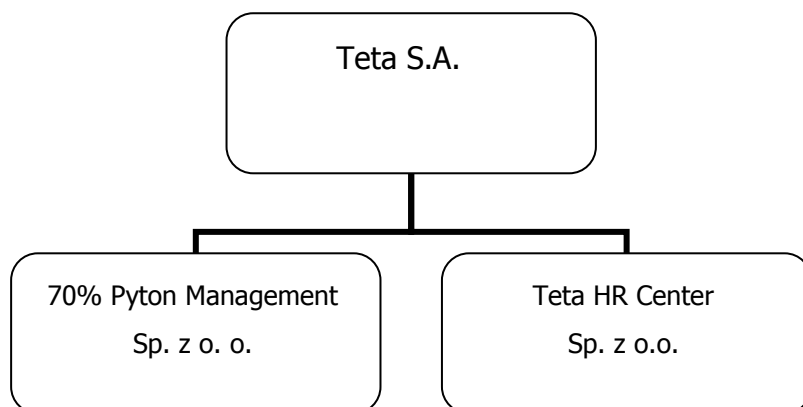 Teta S.A.
70% Pyton Management
Sp. z o. o.
Teta HR Center
Sp. z o.o.